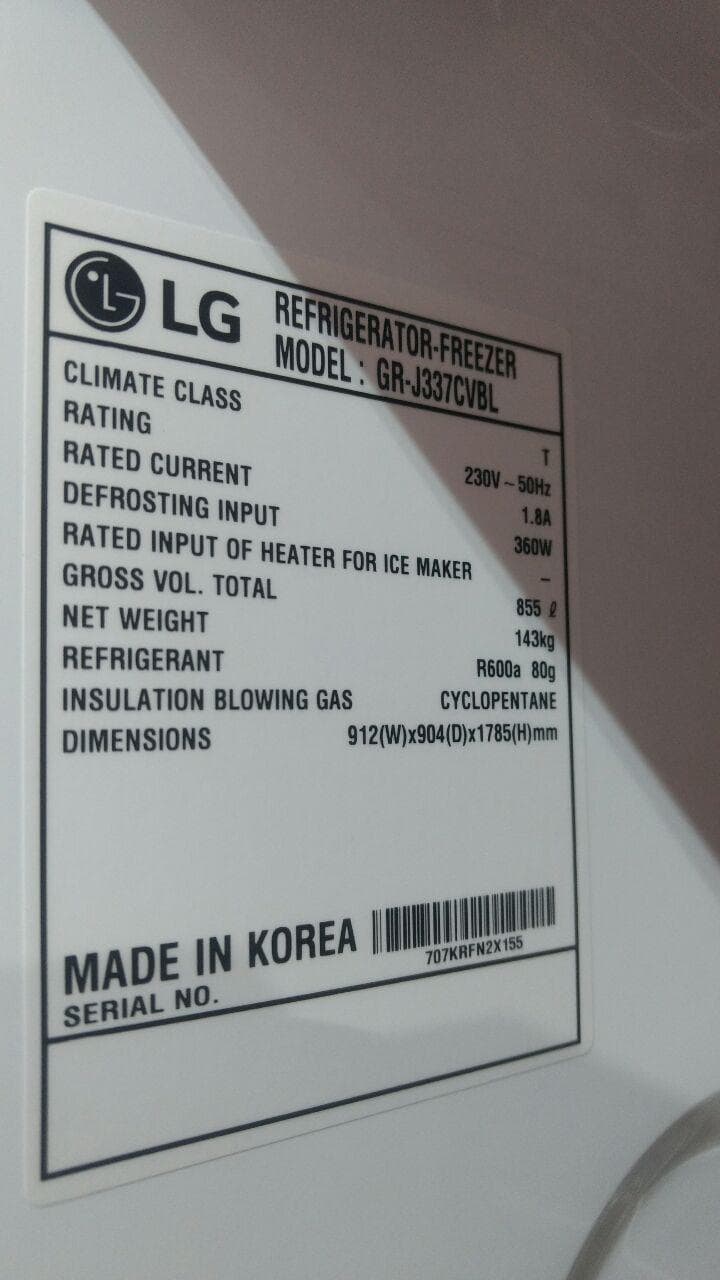 LG REFRIGERATOR-FREEZER
MODEL : GR-J337CVBL
CLIMATE CLASS T
RATING 230V ~ 50Hz
RATED CURRENT 1.8A
DEFROSTING INPUT 360W
RATED INPUT OF HEATER FOR ICE MAKER –
GROSS VOL. TOTAL 855 ℓ
NET WEIGHT 143kg
REFRIGERANT R600a 80g
INSULATION BLOWING GAS CYCLOPENTANE
DIMENSIONS 912(W)x904(D)x1785(H)mm
MADE IN KOREA
SERIAL NO. 707KRFN2X155